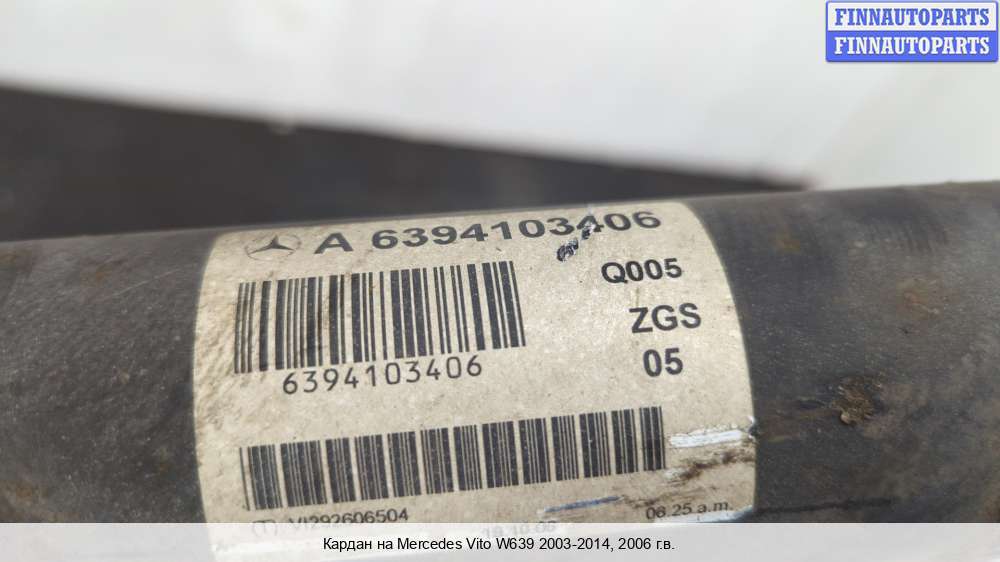 FINNAUTOPARTS
FINNAUTOPARTS
A 6394103406
Q005
ZGS
6394103406
05
(T) VI292606504
06.25 a.m.
Кардан на Mercedes Vito W639 2003-2014, 2006 г.в.